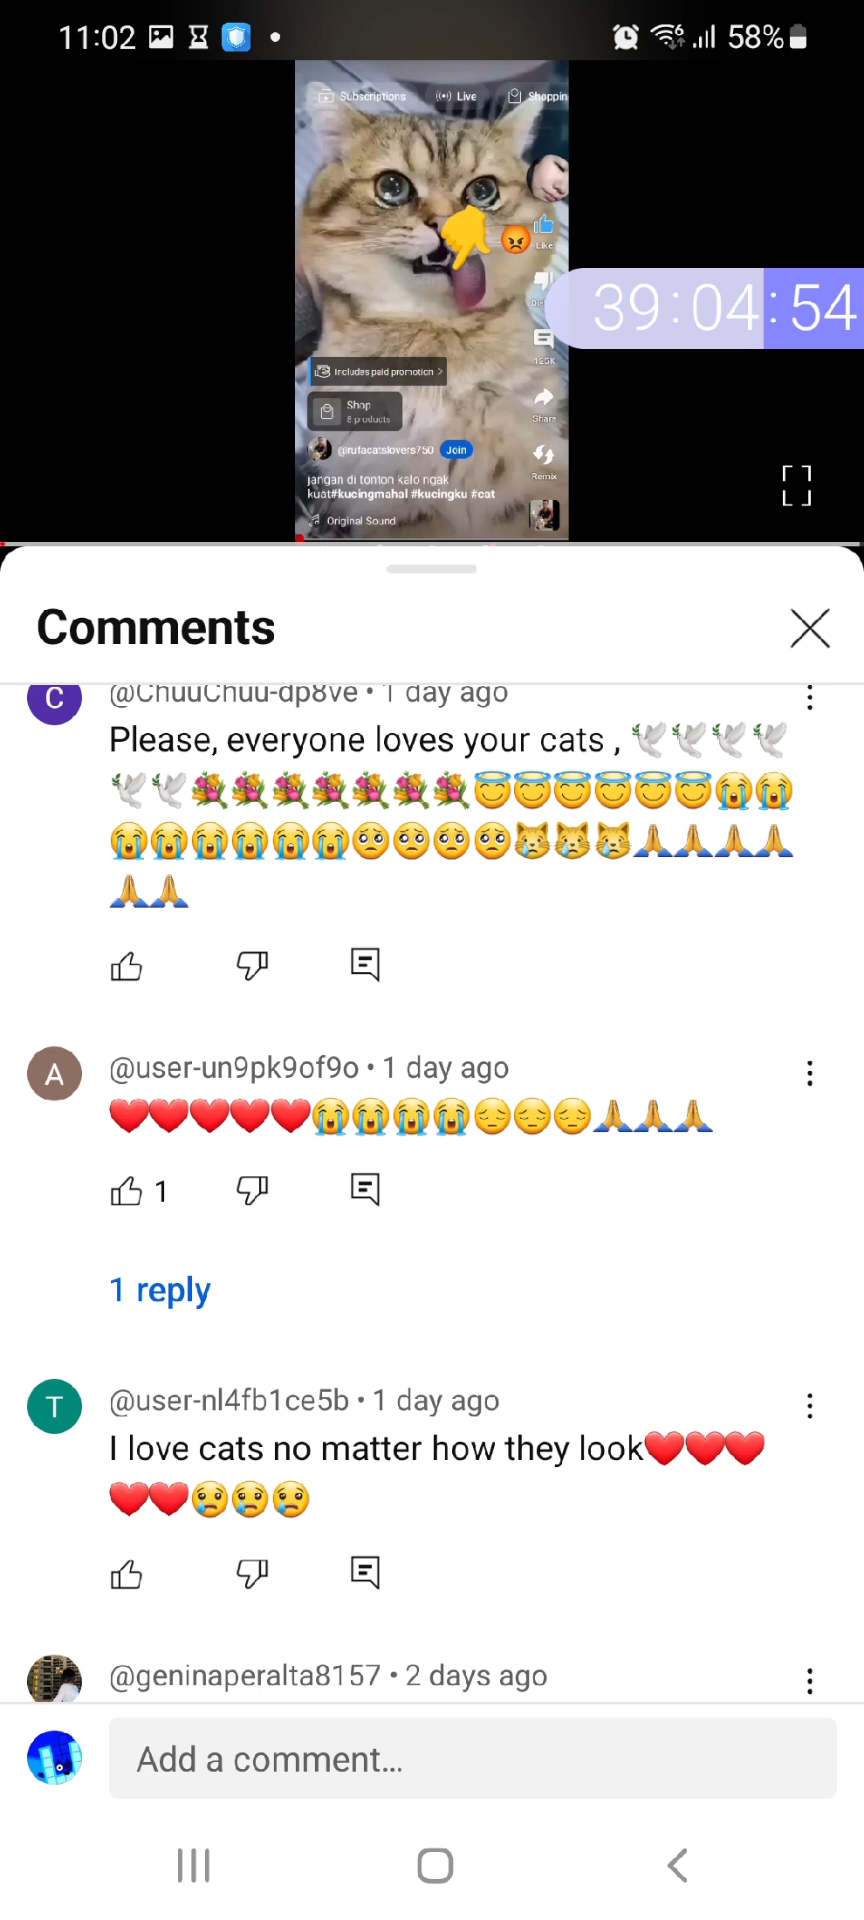 11:02
58%
Subscriptions
Live
Shoppin
Like
39:04:54
Includes paid promotion >
125K
Shop
8 products
Share
@rufacatslovers750 Join
Remix
jangan di tonton kalo ngak
kuat#kucingmahal #kucingku #cat
Original Sound
Comments
C
@ChuuChuu-dp8ve • 1 day ago
Please, everyone loves your cats , 🕊️🕊️🕊️🕊️
🕊️🕊️💐💐💐💐💐💐💐😇😇😇😇😇😇😭😭
😭😭😭😭😭😭🥺🥺🥺🥺😿😿😿🙏🙏🙏🙏
🙏🙏
A
@user-un9pk9of9o • 1 day ago
❤️❤️❤️❤️❤️😭😭😭😭😔😔😔🙏🙏🙏
1
1 reply
T
@user-nl4fb1ce5b • 1 day ago
I love cats no matter how they look❤️❤️❤️
❤️❤️😢😢😢
@geninaperalta8157 • 2 days ago
Add a comment...